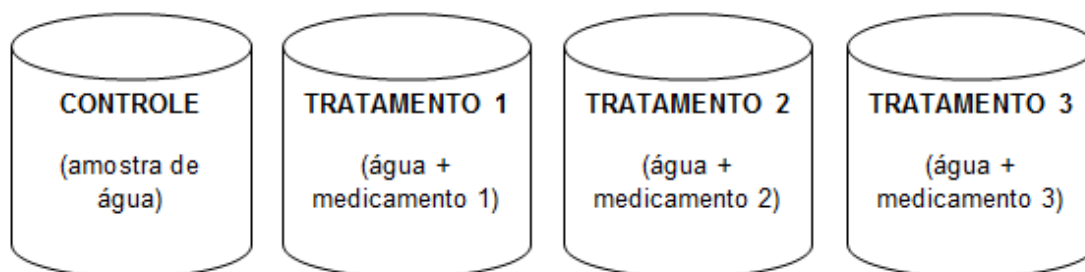 CONTROLE
(amostra de
água)
TRATAMENTO 1
(água +
medicamento 1)
TRATAMENTO 2
(água +
medicamento 2)
TRATAMENTO 3
(água +
medicamento 3)